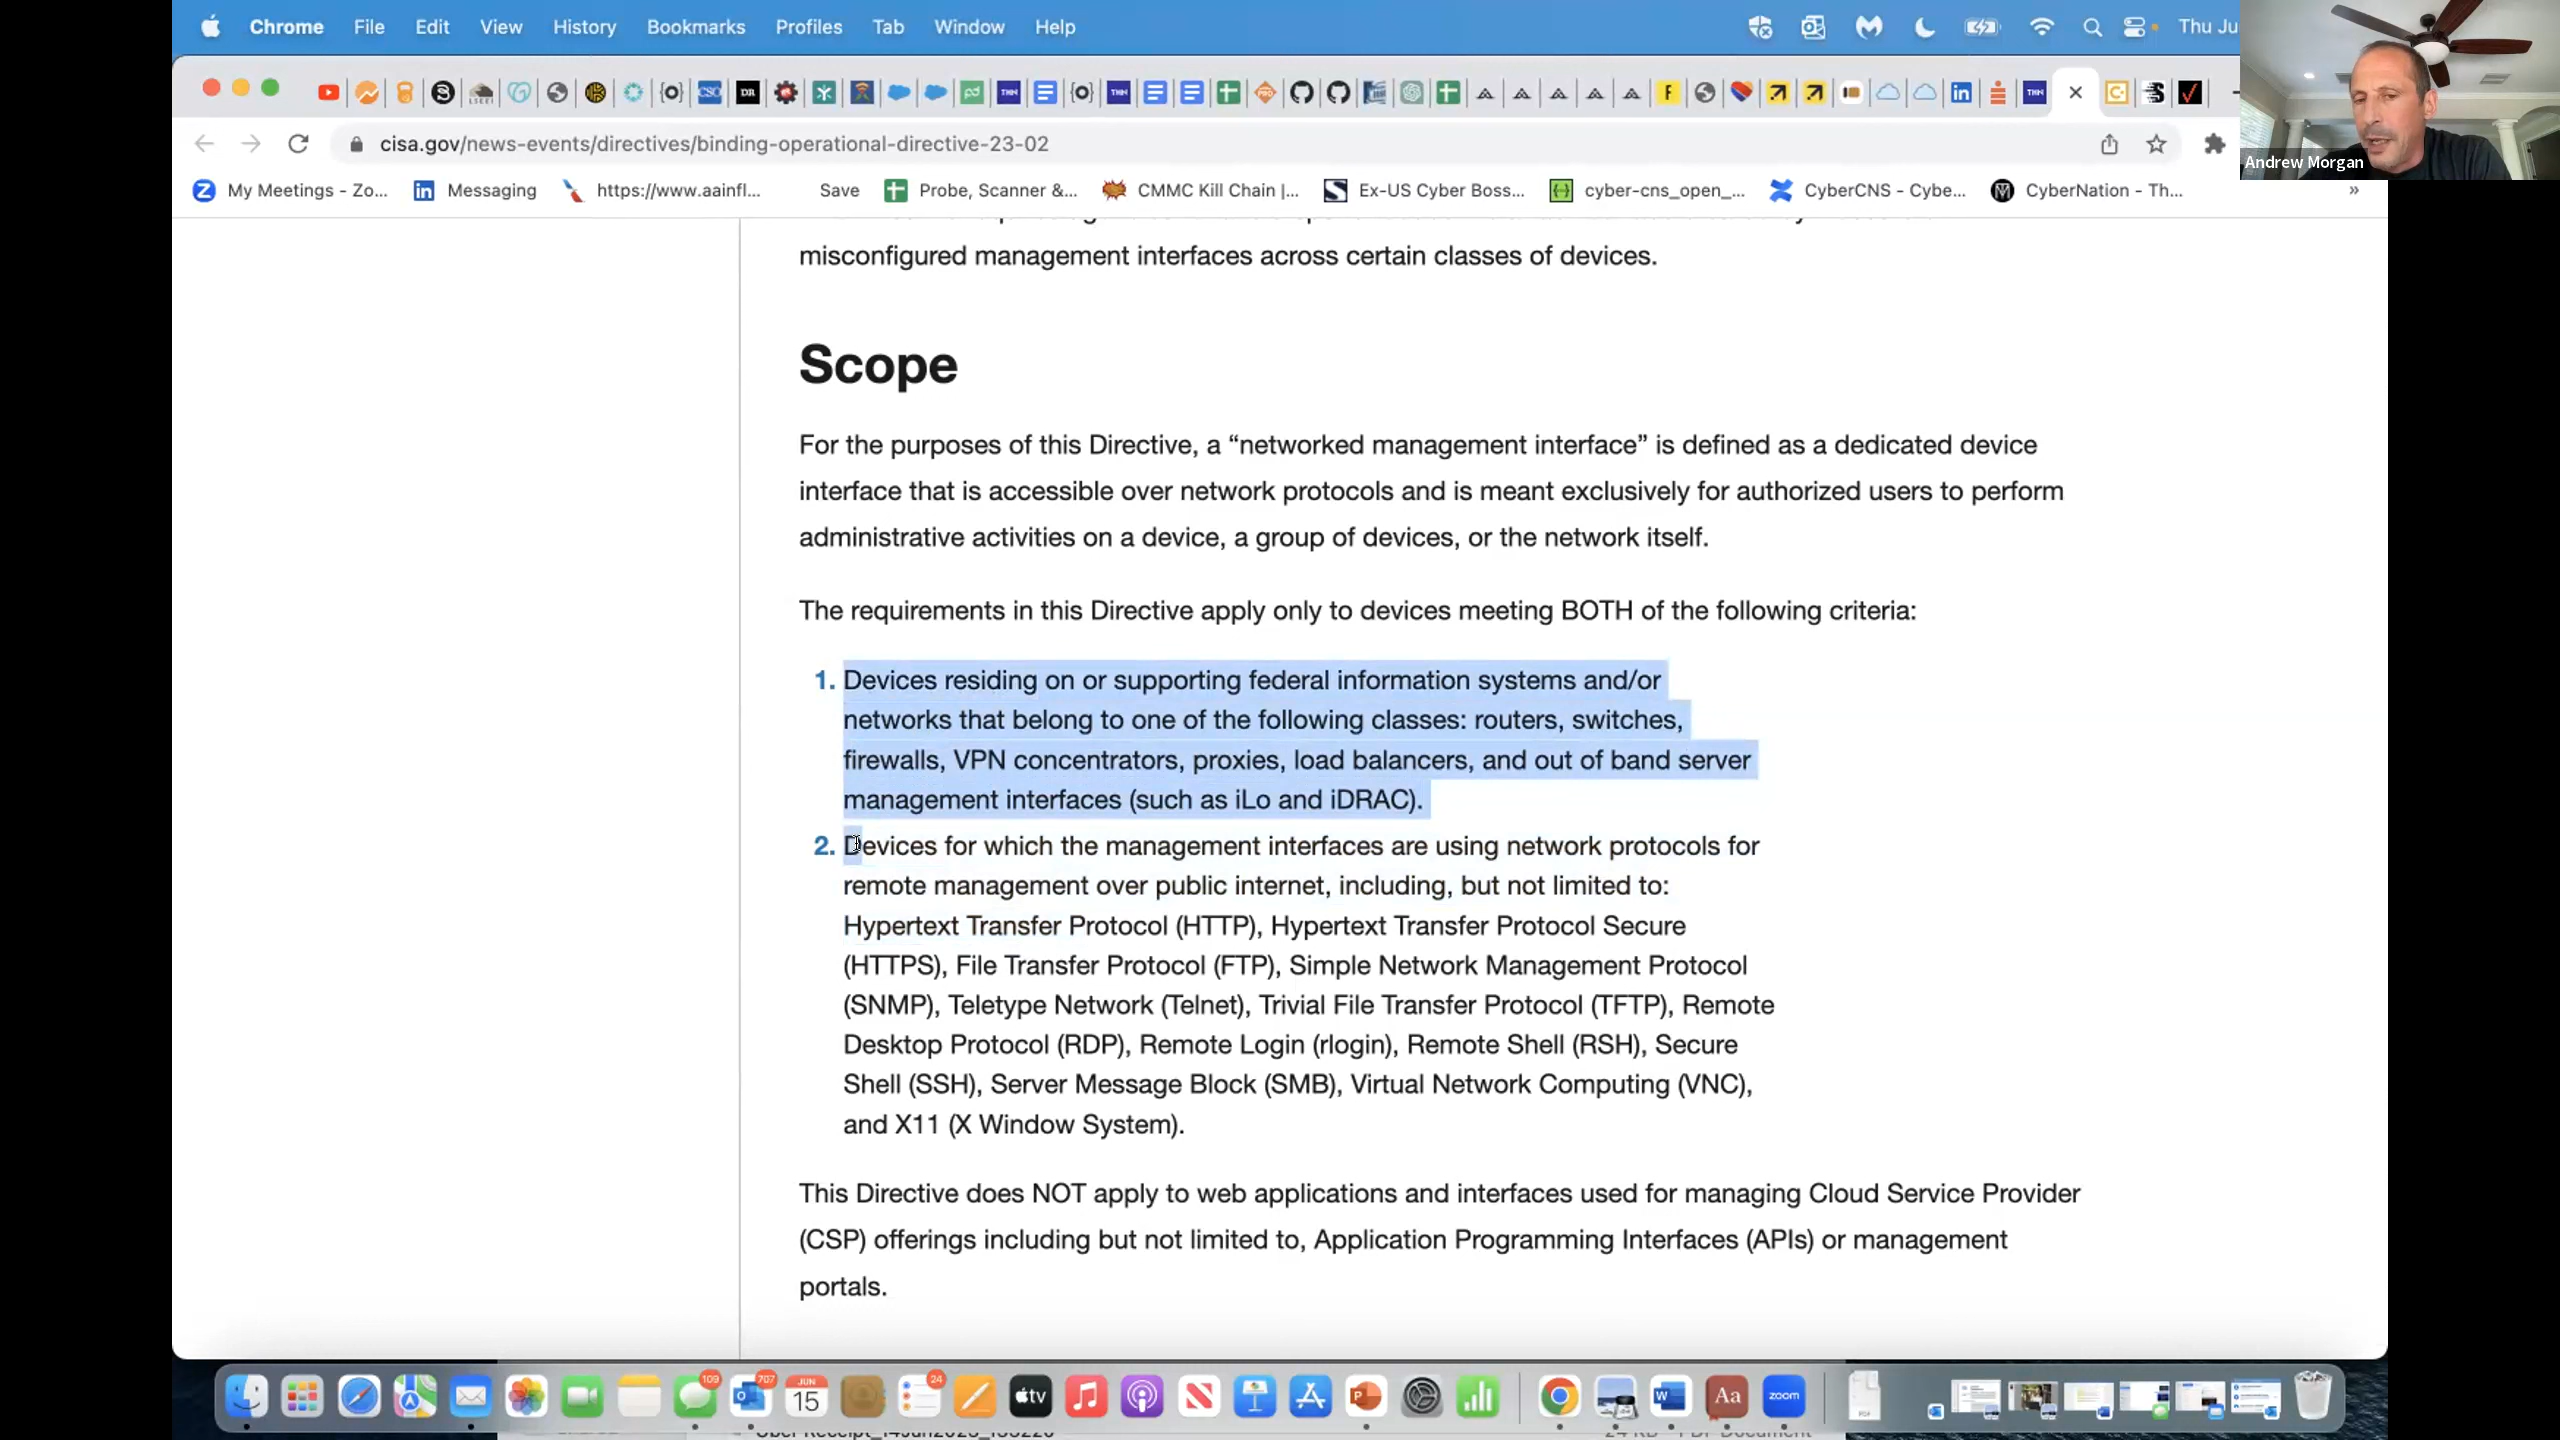 Chrome File Edit View History Bookmarks Profiles Tab Window Help Thu Ju
cisa.gov/news-events/directives/binding-operational-directive-23-02
Andrew Morgan
My Meetings - Zo... Messaging https://www.aainfl... Save Probe, Scanner &... CMMC Kill Chain |... Ex-US Cyber Boss... cyber-cns_open_... CyberCNS - Cybe... CyberNation - Th... »
misconfigured management interfaces across certain classes of devices.
Scope
For the purposes of this Directive, a “networked management interface” is defined as a dedicated device
interface that is accessible over network protocols and is meant exclusively for authorized users to perform
administrative activities on a device, a group of devices, or the network itself.
The requirements in this Directive apply only to devices meeting BOTH of the following criteria:
1. Devices residing on or supporting federal information systems and/or
networks that belong to one of the following classes: routers, switches,
firewalls, VPN concentrators, proxies, load balancers, and out of band server
management interfaces (such as iLo and iDRAC).
2. Devices for which the management interfaces are using network protocols for
remote management over public internet, including, but not limited to:
Hypertext Transfer Protocol (HTTP), Hypertext Transfer Protocol Secure
(HTTPS), File Transfer Protocol (FTP), Simple Network Management Protocol
(SNMP), Teletype Network (Telnet), Trivial File Transfer Protocol (TFTP), Remote
Desktop Protocol (RDP), Remote Login (rlogin), Remote Shell (RSH), Secure
Shell (SSH), Server Message Block (SMB), Virtual Network Computing (VNC),
and X11 (X Window System).
This Directive does NOT apply to web applications and interfaces used for managing Cloud Service Provider
(CSP) offerings including but not limited to, Application Programming Interfaces (APIs) or management
portals.
109 707 JUN 15 24 tv Aa zoom